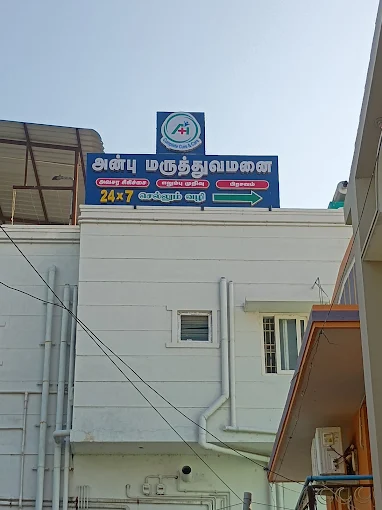 அன்பு மருத்துவமனை
அவசர சிகிச்சை எலும்பு முறிவு பிரசவம்
24x7 செல்லும் வழி